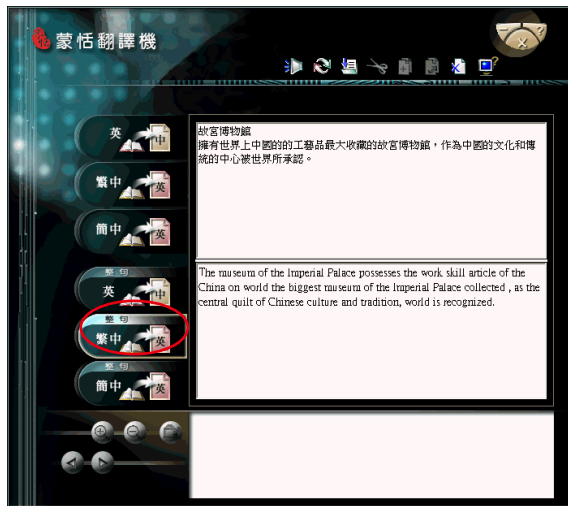 蒙恬翻譯機
英 中
繁中 英
簡中 英
整句
英 中
整句
繁中 英
整句
簡中 英
故宮博物館
擁有世界上中國的的工藝品最大收藏的故宮博物館，作為中國的文化和傳
統的中心被世界所承認。
The museum of the Imperial Palace possesses the work skill article of the
China on world the biggest museum of the Imperial Palace collected , as the
central quilt of Chinese culture and tradition, world is recognized.